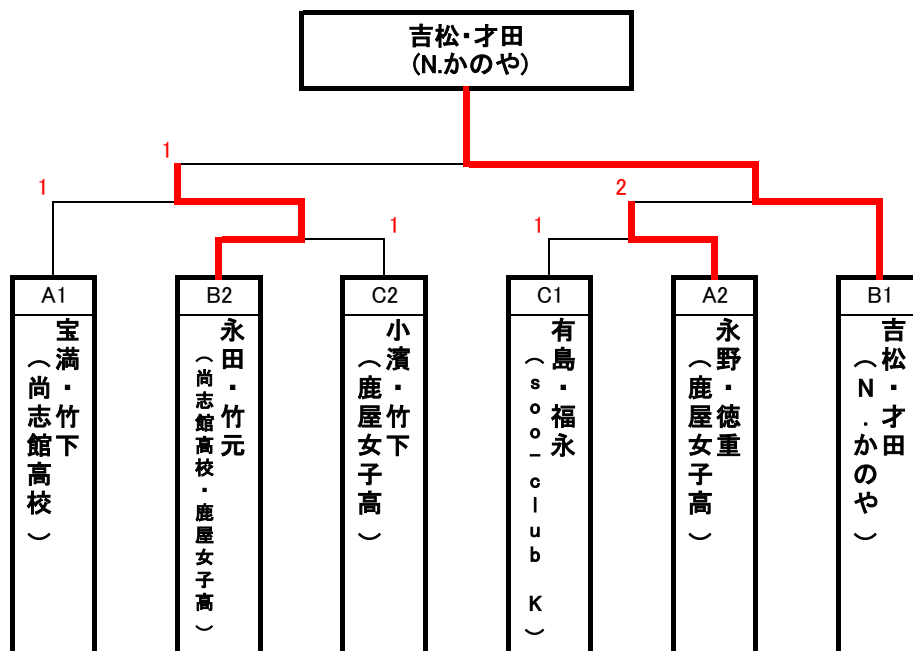 吉松・才田
(N.かのや)
1
1
2
1
1
A1
宝満・竹下
（尚志館高校）
B2
永田・竹元
（尚志館高校・鹿屋女子高）
C2
小濱・竹下
（鹿屋女子高）
C1
有島・福永
（soo－club K）
A2
永野・徳重
（鹿屋女子高）
B1
吉松・才田
（N.かのや）